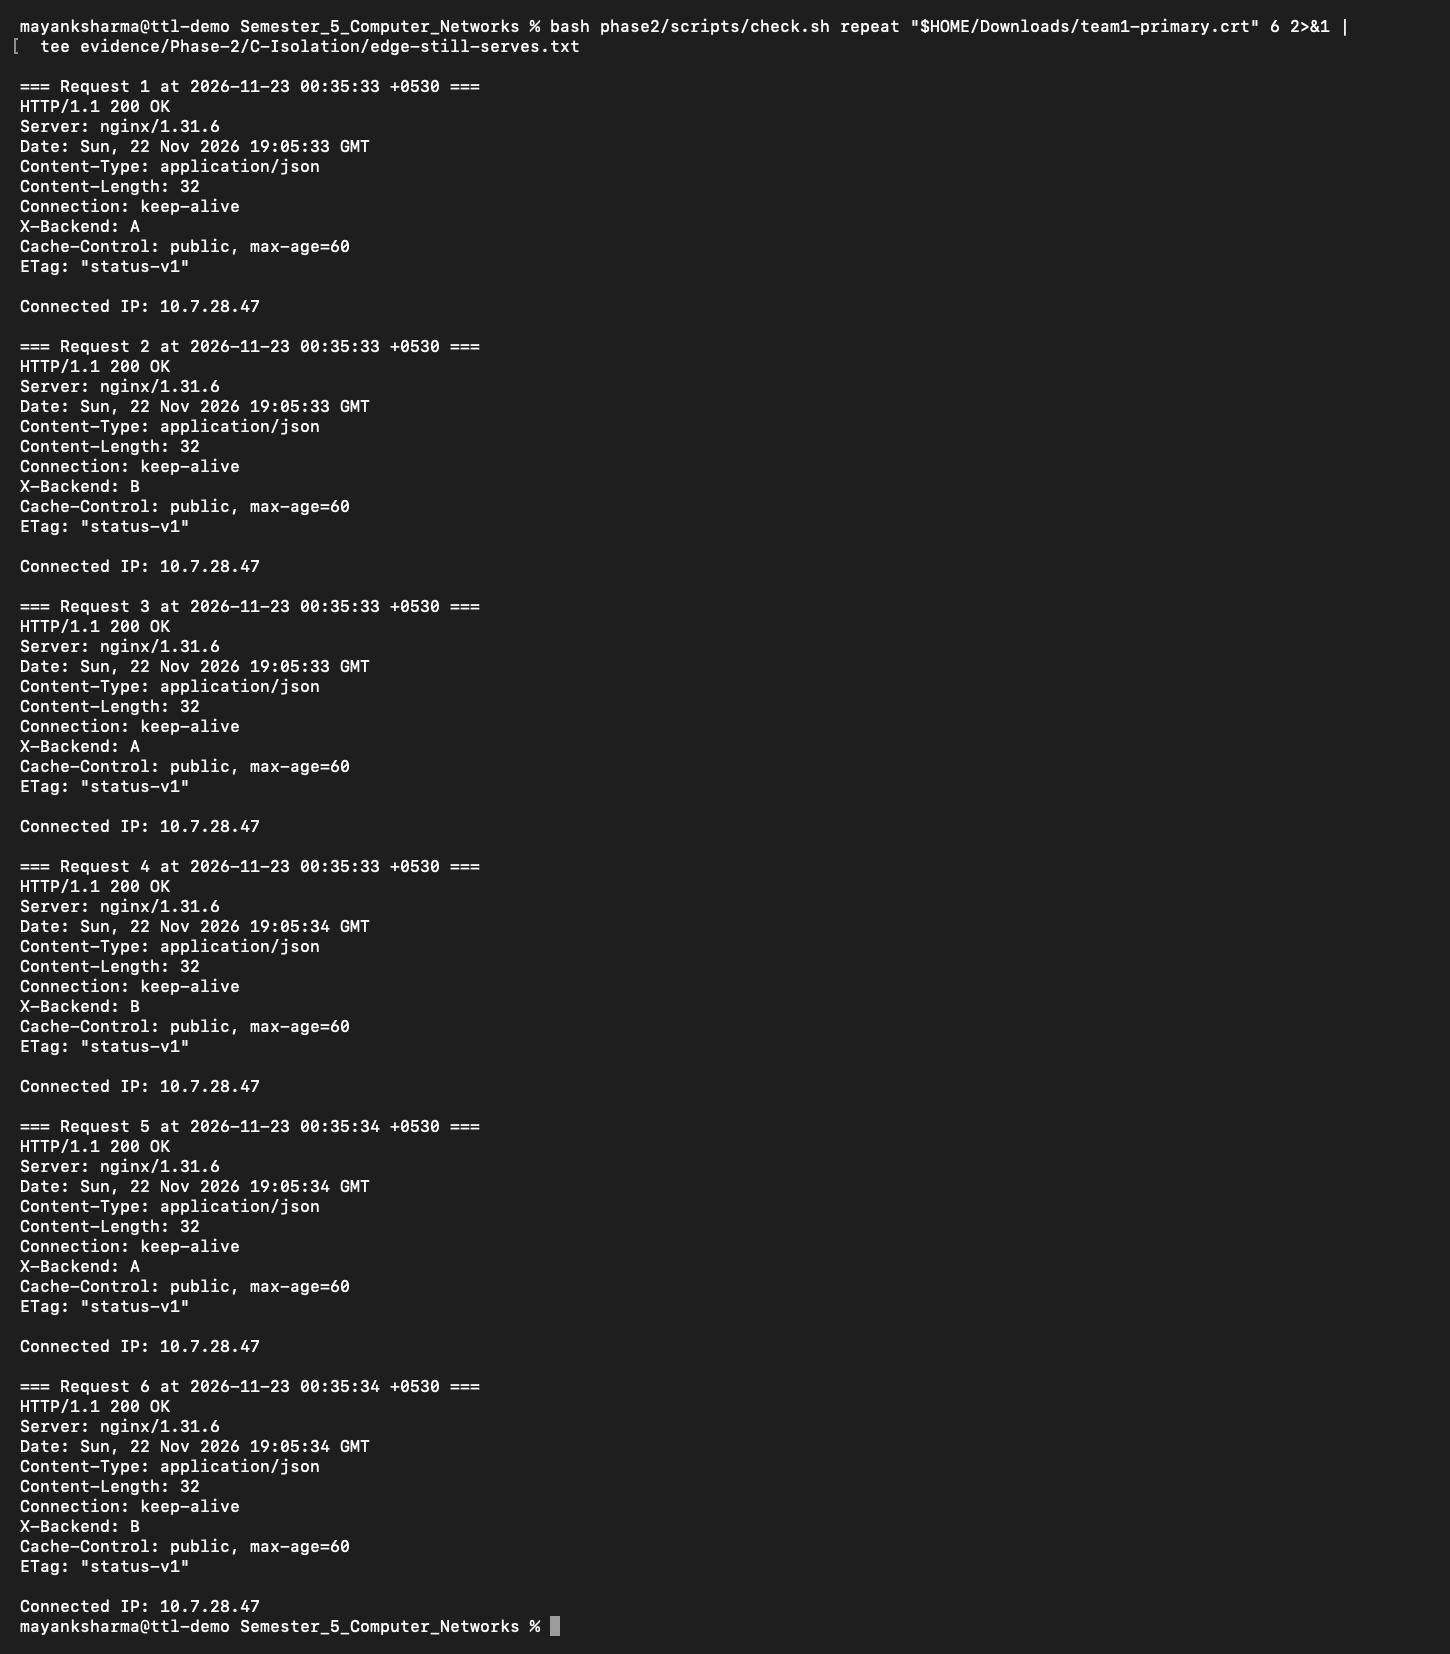 mayanksharma@ttl-demo Semester_5_Computer_Networks % bash phase2/scripts/check.sh repeat "$HOME/Downloads/team1-primary.crt" 6 2>&1 |
[  tee evidence/Phase-2/C-Isolation/edge-still-serves.txt
=== Request 1 at 2026-11-23 00:35:33 +0530 ===
HTTP/1.1 200 OK
Server: nginx/1.31.6
Date: Sun, 22 Nov 2026 19:05:33 GMT
Content-Type: application/json
Content-Length: 32
Connection: keep-alive
X-Backend: A
Cache-Control: public, max-age=60
ETag: "status-v1"
Connected IP: 10.7.28.47
=== Request 2 at 2026-11-23 00:35:33 +0530 ===
HTTP/1.1 200 OK
Server: nginx/1.31.6
Date: Sun, 22 Nov 2026 19:05:33 GMT
Content-Type: application/json
Content-Length: 32
Connection: keep-alive
X-Backend: B
Cache-Control: public, max-age=60
ETag: "status-v1"
Connected IP: 10.7.28.47
=== Request 3 at 2026-11-23 00:35:33 +0530 ===
HTTP/1.1 200 OK
Server: nginx/1.31.6
Date: Sun, 22 Nov 2026 19:05:33 GMT
Content-Type: application/json
Content-Length: 32
Connection: keep-alive
X-Backend: A
Cache-Control: public, max-age=60
ETag: "status-v1"
Connected IP: 10.7.28.47
=== Request 4 at 2026-11-23 00:35:33 +0530 ===
HTTP/1.1 200 OK
Server: nginx/1.31.6
Date: Sun, 22 Nov 2026 19:05:34 GMT
Content-Type: application/json
Content-Length: 32
Connection: keep-alive
X-Backend: B
Cache-Control: public, max-age=60
ETag: "status-v1"
Connected IP: 10.7.28.47
=== Request 5 at 2026-11-23 00:35:34 +0530 ===
HTTP/1.1 200 OK
Server: nginx/1.31.6
Date: Sun, 22 Nov 2026 19:05:34 GMT
Content-Type: application/json
Content-Length: 32
Connection: keep-alive
X-Backend: A
Cache-Control: public, max-age=60
ETag: "status-v1"
Connected IP: 10.7.28.47
=== Request 6 at 2026-11-23 00:35:34 +0530 ===
HTTP/1.1 200 OK
Server: nginx/1.31.6
Date: Sun, 22 Nov 2026 19:05:34 GMT
Content-Type: application/json
Content-Length: 32
Connection: keep-alive
X-Backend: B
Cache-Control: public, max-age=60
ETag: "status-v1"
Connected IP: 10.7.28.47
mayanksharma@ttl-demo Semester_5_Computer_Networks %